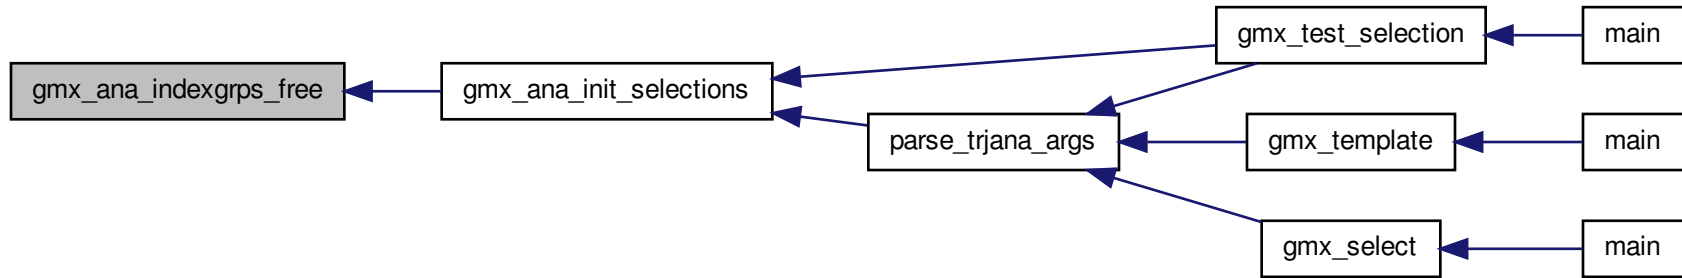 gmx_ana_indexgrps_free
gmx_ana_init_selections
gmx_test_selection
main
parse_trjana_args
gmx_template
main
gmx_select
main